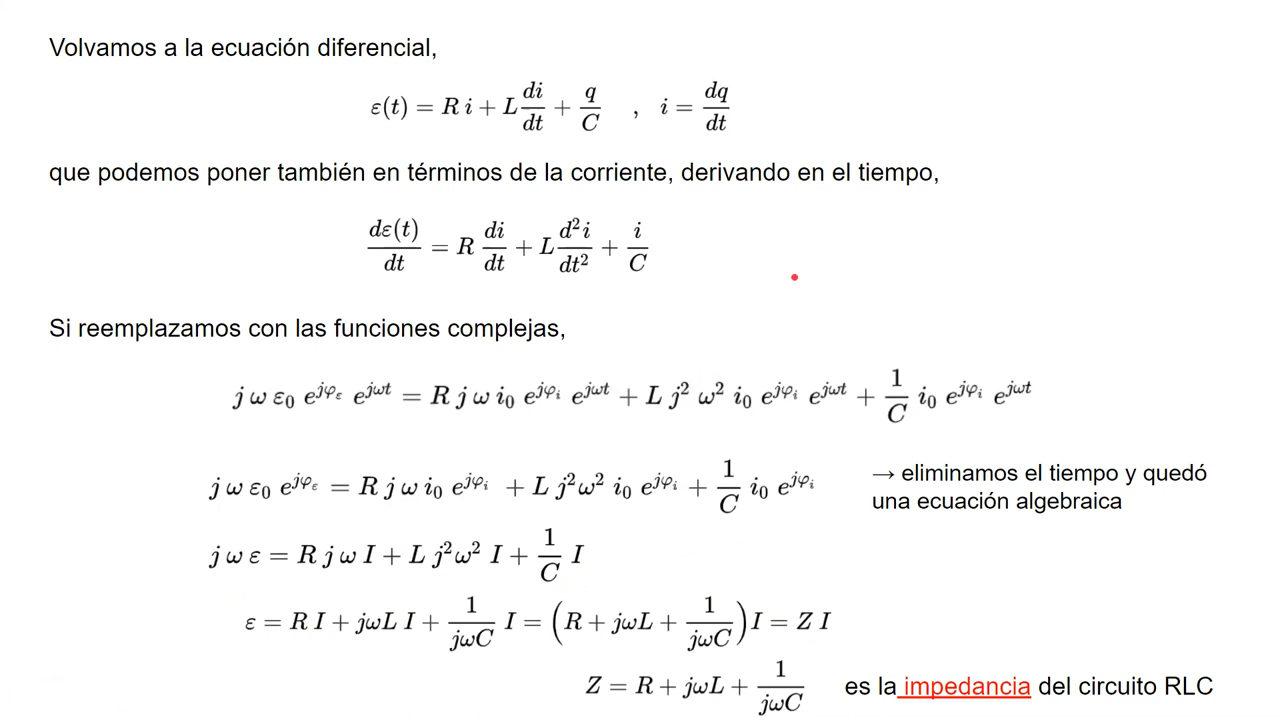 Volvamos a la ecuación diferencial,
ε(t) = R i + L di/dt + q/C , i = dq/dt
que podemos poner también en términos de la corriente, derivando en el tiempo,
dε(t)/dt = R di/dt + L d²i/dt² + i/C
Si reemplazamos con las funciones complejas,
j ω ε₀ e^{jφ_ε} e^{jωt} = R j ω i₀ e^{jφ_i} e^{jωt} + L j² ω² i₀ e^{jφ_i} e^{jωt} + 1/C i₀ e^{jφ_i} e^{jωt}
j ω ε₀ e^{jφ_ε} = R j ω i₀ e^{jφ_i} + L j²ω² i₀ e^{jφ_i} + 1/C i₀ e^{jφ_i}
→ eliminamos el tiempo y quedó
una ecuación algebraica
j ω ε = R j ω I + L j²ω² I + 1/C I
ε = R I + jωL I + 1/jωC I = (R + jωL + 1/jωC) I = Z I
Z = R + jωL + 1/jωC es la impedancia del circuito RLC